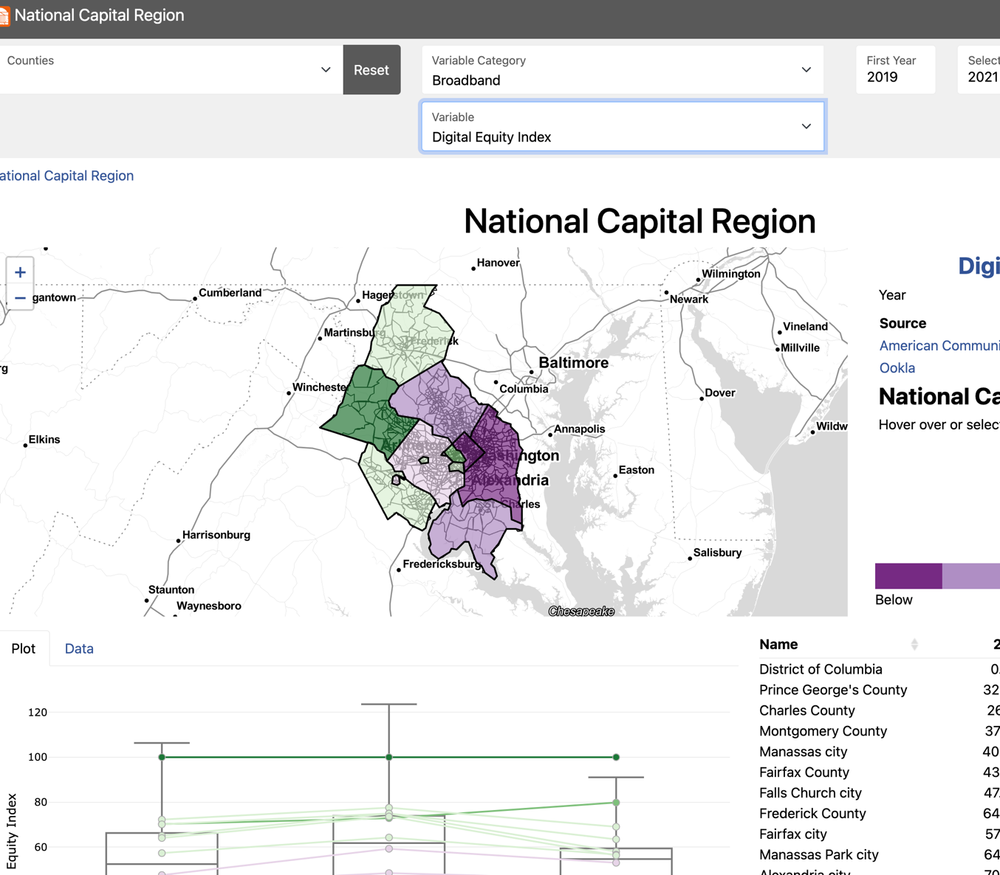 National Capital Region
Counties
Reset
Variable Category
Broadband
First Year
2019
Select
2021
Variable
Digital Equity Index
ational Capital Region
National Capital Region
+
−
Hanover
Wilmington
Newark
Cumberland
gantown
Hagerstown
Martinsburg
Frederick
Vineland
Millville
Baltimore
Columbia
Winchester
Dover
Annapolis
Wildw
Elkins
Arlington
Washington
Alexandria
Easton
St. Charles
Harrisonburg
Salisbury
Fredericksburg
Staunton
Waynesboro
Chesapeake
rg
Digi
Year
Source
American Communi
Ookla
National Ca
Hover over or select
Below
Plot
Data
120
100
80
60
Equity Index
Name 2
District of Columbia 0.
Prince George's County 32
Charles County 26
Montgomery County 37
Manassas city 40
Fairfax County 43
Falls Church city 47.
Frederick County 64
Fairfax city 57
Manassas Park city 64
Alexandria city 70